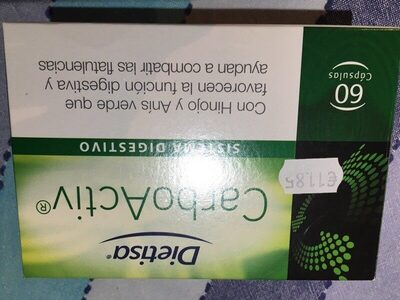 Dietisa®
CarboActiv®
€11,85
SISTEMA DIGESTIVO
Con Hinojo y Anís verde que
favorecen la función digestiva y
ayudan a combatir las flatulencias
60
Cápsulas